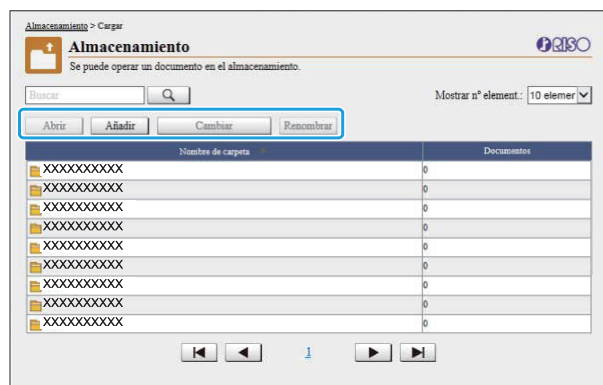 Almacenamiento > Cargar
Almacenamiento
RISO
Se puede operar un documento en el almacenamiento.
Buscar
Mostrar nº element.: 10 elemer
Abrir Añadir Cambiar Renombrar
Nombre de carpeta Documentos
XXXXXXXXXX 0
XXXXXXXXXX 0
XXXXXXXXXX 0
XXXXXXXXXX 0
XXXXXXXXXX 0
XXXXXXXXXX 0
XXXXXXXXXX 0
XXXXXXXXXX 0
XXXXXXXXXX 0
1